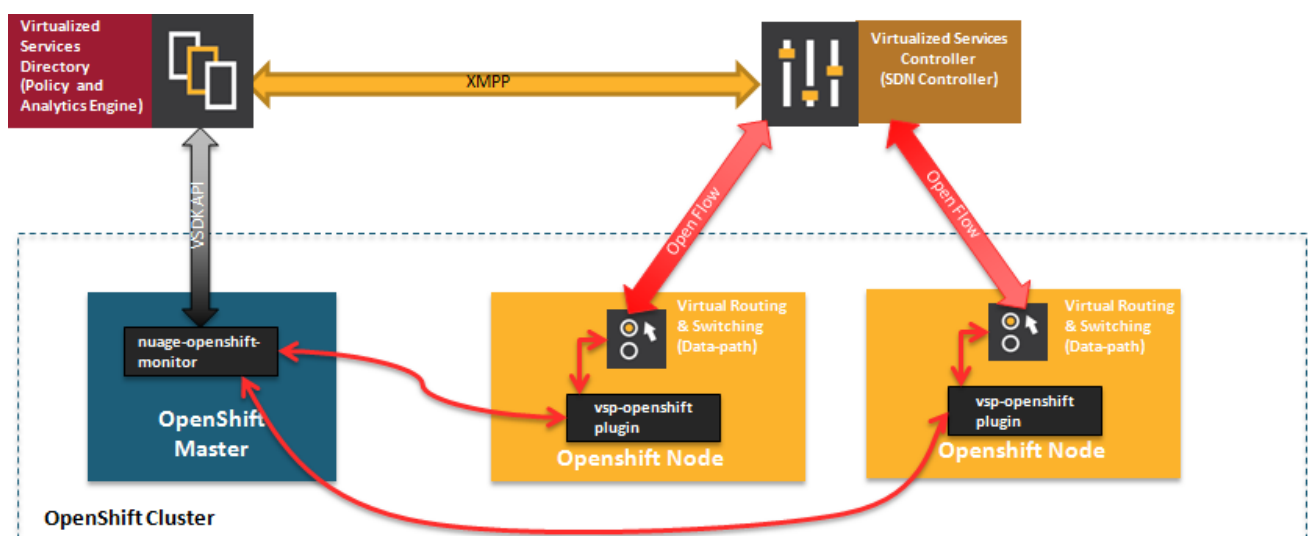 Virtualized
Services
Directory
(Policy and
Analytics Engine)
XMPP
Virtualized Services
Controller
(SDN Controller)
VSDK API
Open Flow
Open Flow
nuage-openshift-
monitor
OpenShift
Master
Virtual Routing
& Switching
(Data-path)
vsp-openshift
plugin
Openshift Node
Virtual Routing
& Switching
(Data-path)
vsp-openshift
plugin
Openshift Node
OpenShift Cluster